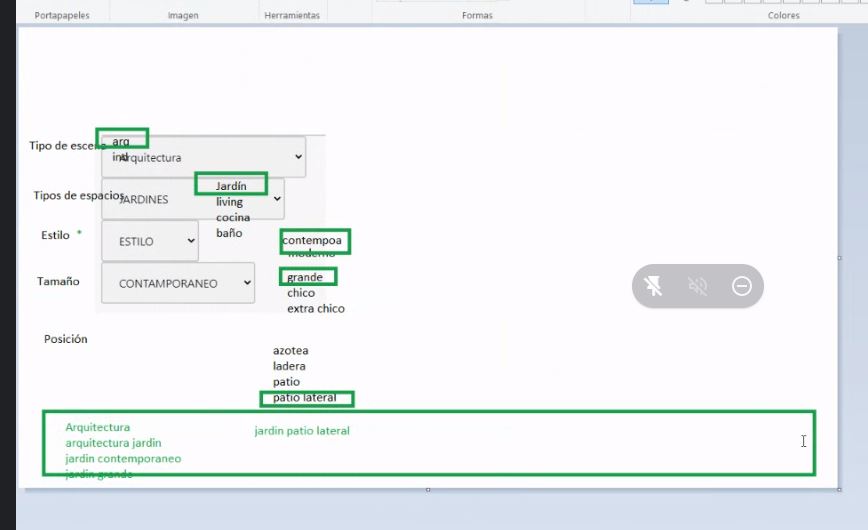 Portapapeles Imagen Herramientas Formas Colores
arq
Tipo de escena
ind Arquitectura
Jardín
Tipos de espacios JARDINES living
cocina
baño
Estilo * ESTILO contempoa
moderno
grande
Tamaño CONTAMPORANEO chico
extra chico
Posición
azotea
ladera
patio
patio lateral
Arquitectura jardin patio lateral
arquitectura jardin
jardin contemporaneo
jardin grande